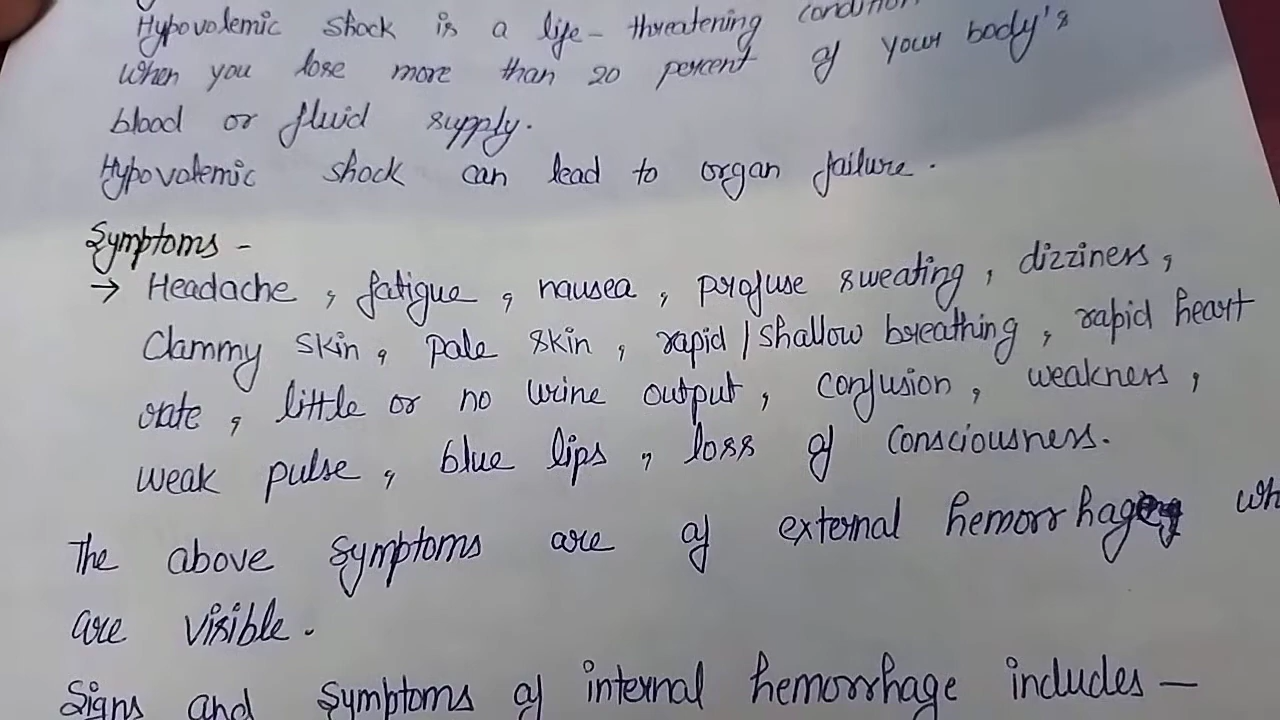 Hypovolemic shock is a life-threatening condition
When you lose more than 20 percent of your body's
blood or fluid supply.
Hypovolemic shock can lead to organ failure.
Symptoms -
→ Headache, fatigue, nausea, profuse sweating, dizziness,
Clammy skin, pale skin, rapid/shallow breathing, rapid heart
rate, little or no urine output, confusion, weakness,
weak pulse, blue lips, loss of consciousness.
The above symptoms are of external hemorrhage
are visible.
Signs and symptoms of internal hemorrhage includes -